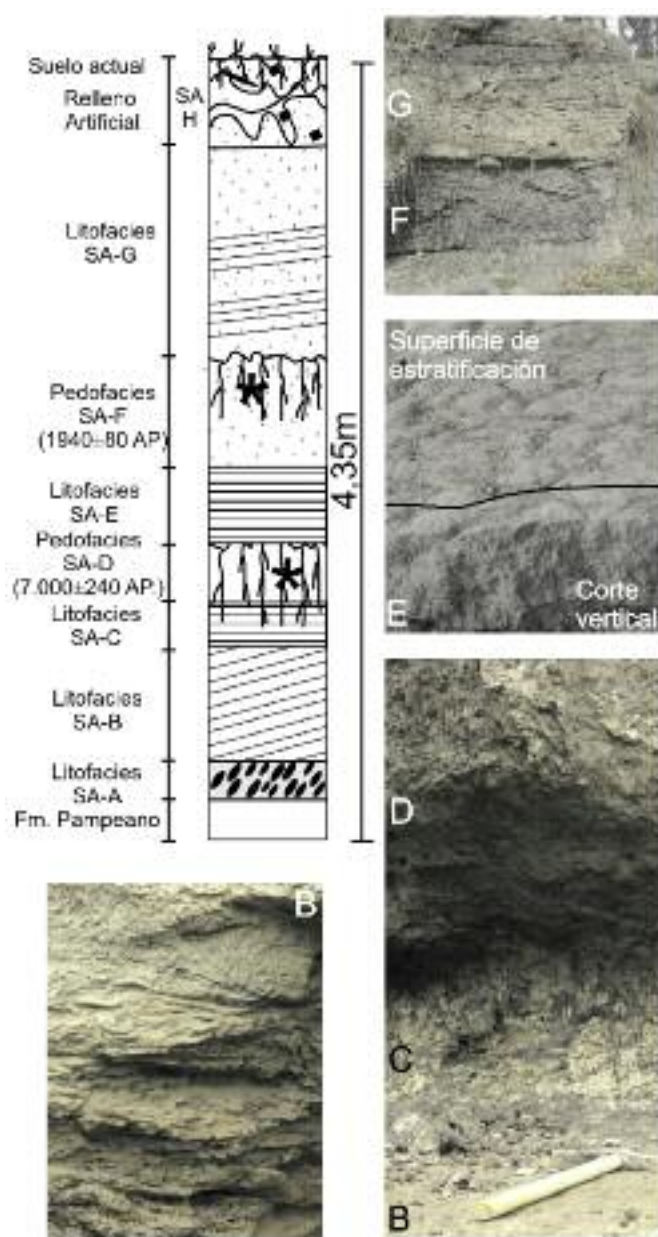 Suelo actual
Relleno
Artificial
SA
H
Litofacies
SA-G
Pedofacies
SA-F
(1940±80 AP)
Litofacies
SA-E
Pedofacies
SA-D
(7.000±240 AP.)
Litofacies
SA-C
Litofacies
SA-B
Litofacies
SA-A
Fm. Pampeano
4,35m
G
F
Superficie de
estratificación
E
Corte
vertical
D
C
B
B